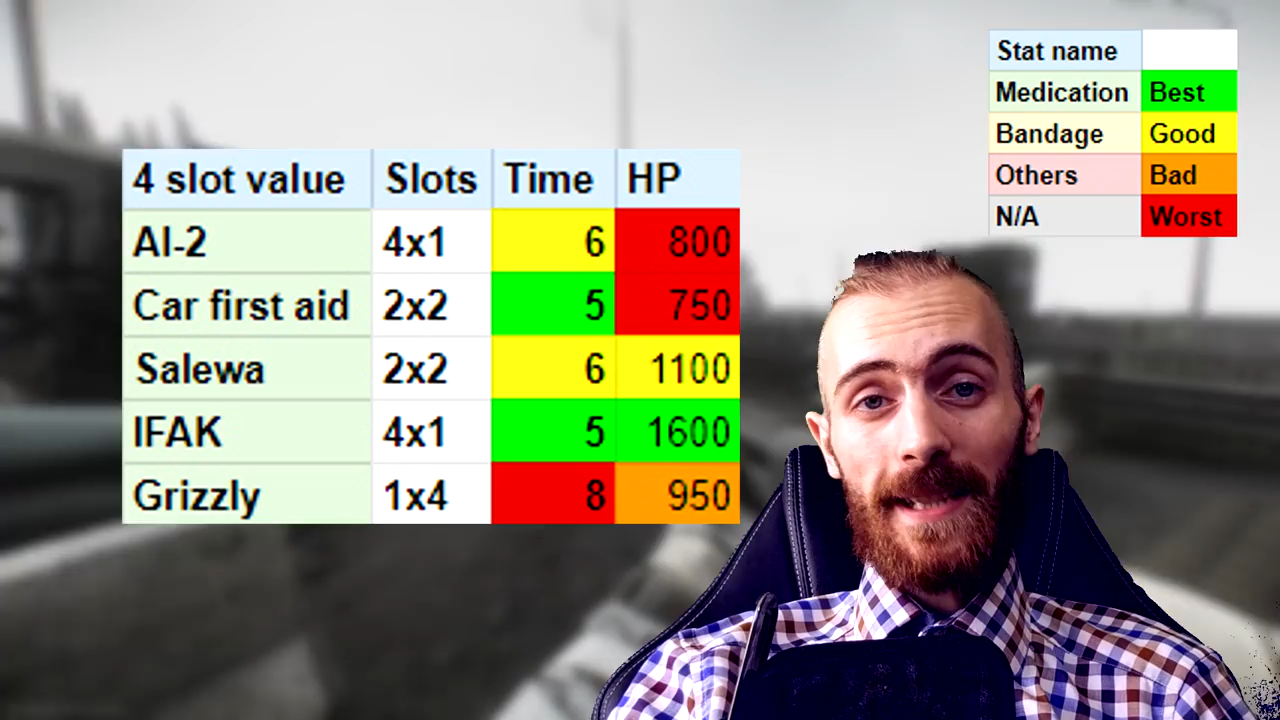 4 slot value Slots Time HP
AI-2 4x1 6 800
Car first aid 2x2 5 750
Salewa 2x2 6 1100
IFAK 4x1 5 1600
Grizzly 1x4 8 950
Stat name
Medication Best
Bandage Good
Others Bad
N/A Worst